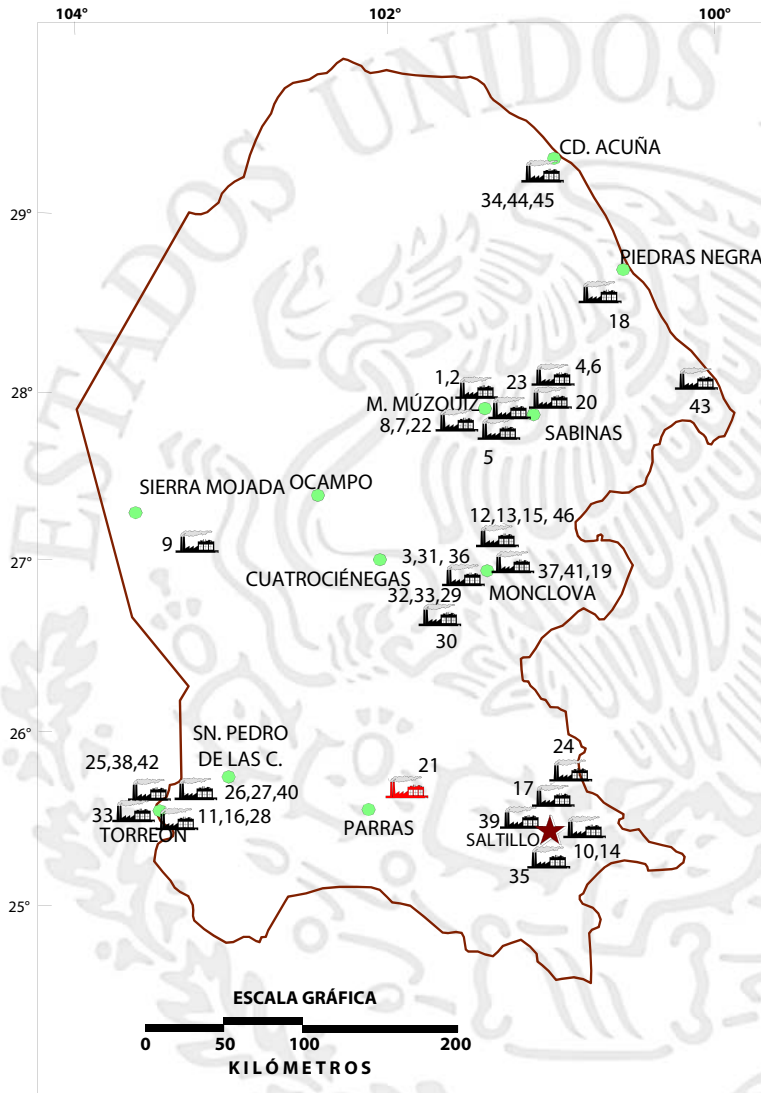 104° 102° 100°
ESTADOS UNIDOS
CD. ACUÑA
34,44,45
29°
PIEDRAS NEGRA
18
4,6
1,2 23
28°
M. MÚZQUIZ 20 43
8,7,22 SABINAS
5
SIERRA MOJADA OCAMPO
12,13,15, 46
9
27° 3,31, 36
CUATROCIÉNEGAS 37,41,19
32,33,29 MONCLOVA
30
26°
SN. PEDRO
DE LAS C.
24
25,38,42 21
26,27,40 17
33 11,16,28 39
TORREÓN PARRAS SALTILLO
10,14
35
25°
ESCALA GRÁFICA
0 50 100 200
KILÓMETROS